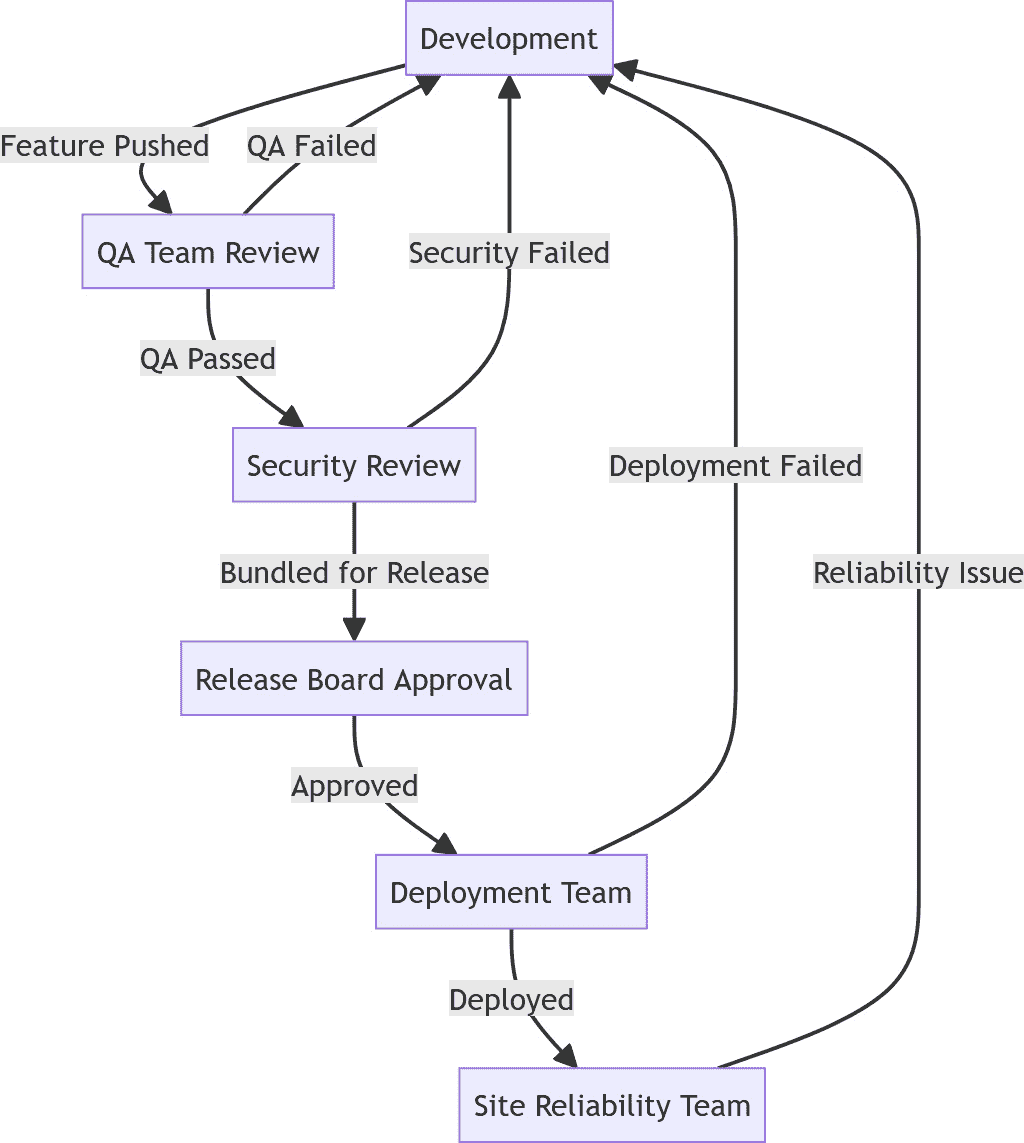 Development
Feature Pushed
QA Failed
QA Team Review
Security Failed
QA Passed
Security Review
Deployment Failed
Bundled for Release
Reliability Issue
Release Board Approval
Approved
Deployment Team
Deployed
Site Reliability Team